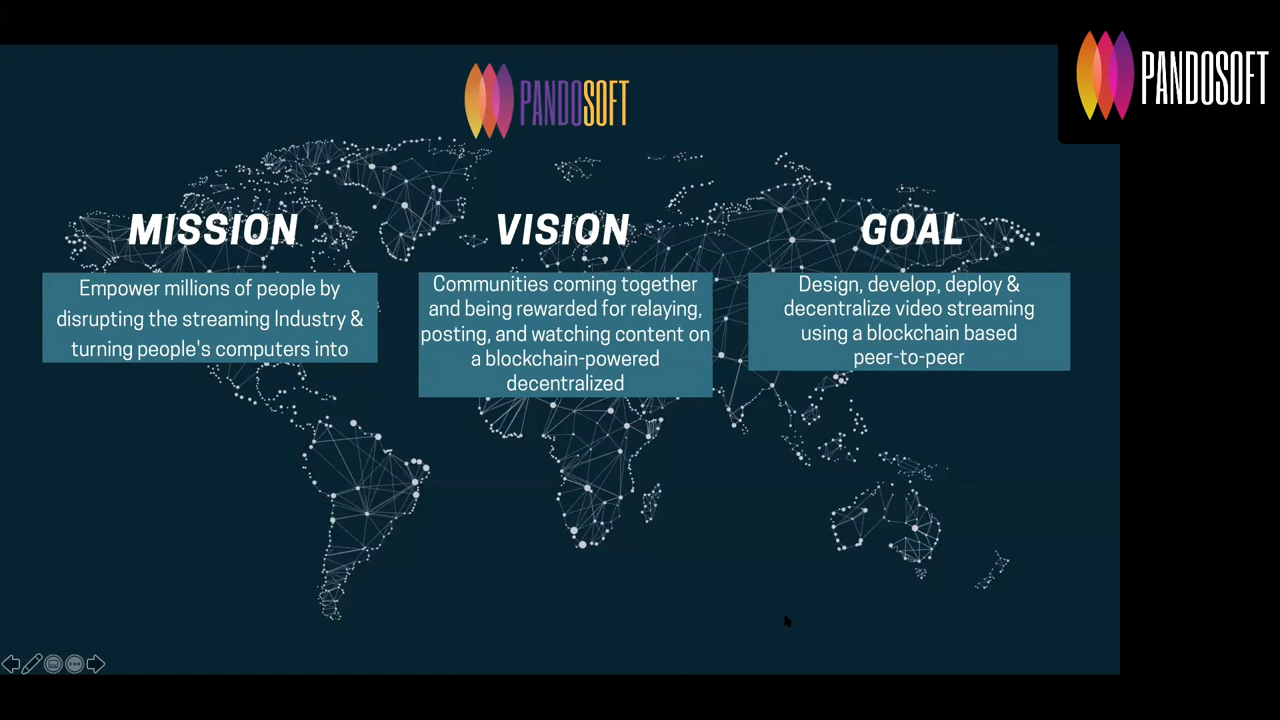 PANDOSOFT
PANDOSOFT
MISSION
Empower millions of people by
disrupting the streaming Industry &
turning people's computers into
VISION
Communities coming together
and being rewarded for relaying,
posting, and watching content on
a blockchain-powered
decentralized
GOAL
Design, develop, deploy &
decentralize video streaming
using a blockchain based
peer-to-peer